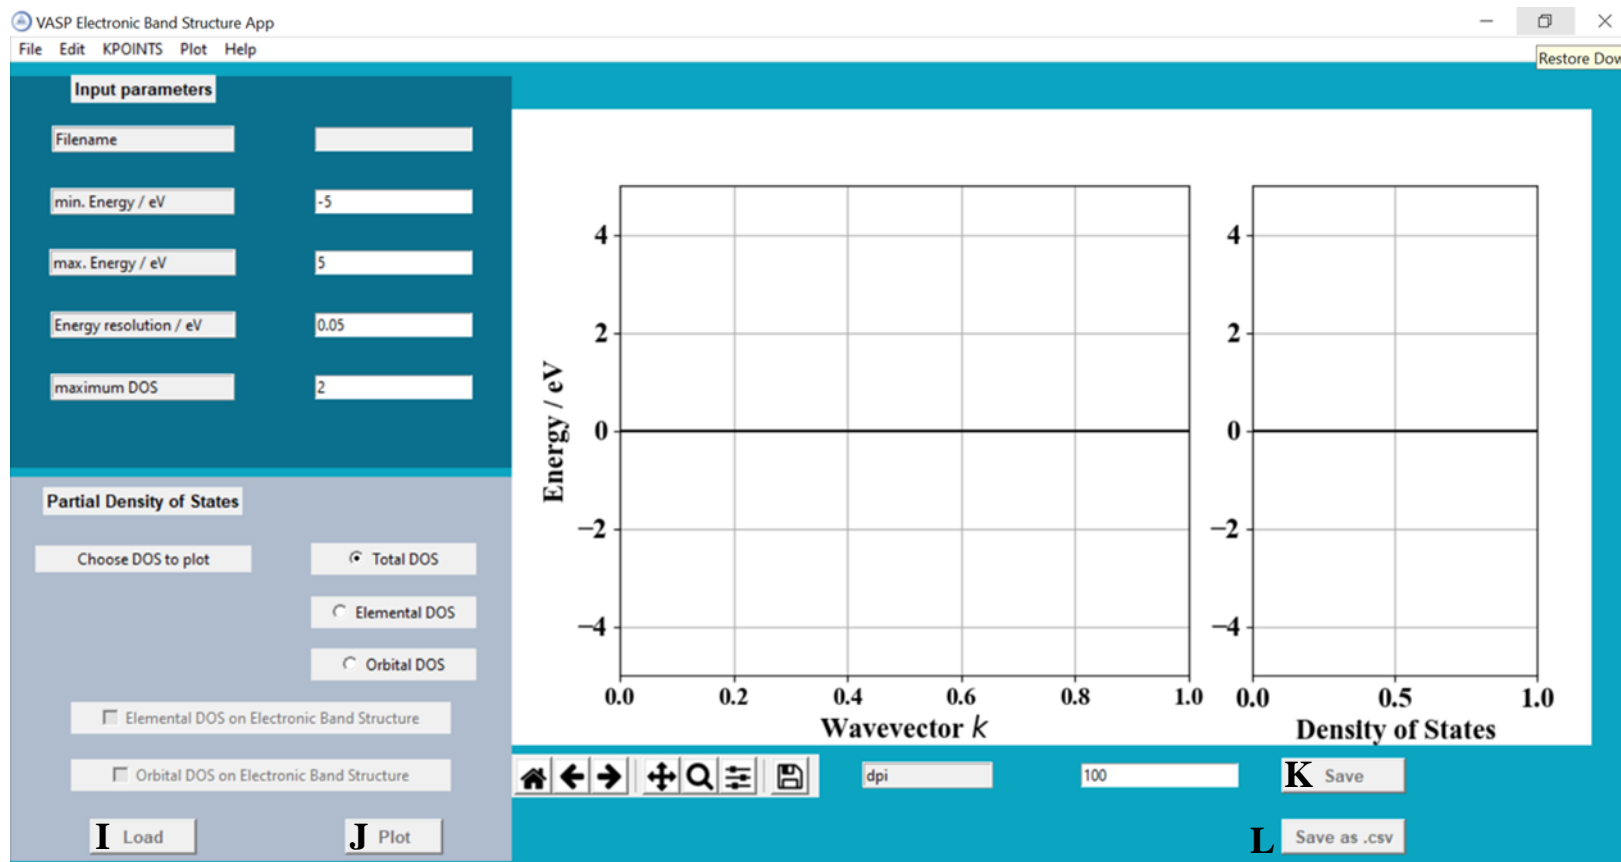 VASP Electronic Band Structure App
File Edit KPOINTS Plot Help
Restore Dow
Input parameters
Filename
min. Energy / eV -5
max. Energy / eV 5
Energy resolution / eV 0.05
maximum DOS 2
Partial Density of States
Choose DOS to plot Total DOS
Elemental DOS
Orbital DOS
Elemental DOS on Electronic Band Structure
Orbital DOS on Electronic Band Structure
I Load J Plot
4
2
0
−2
−4
Energy / eV
0.0 0.2 0.4 0.6 0.8 1.0
Wavevector k
4
2
0
−2
−4
0.0 0.5 1.0
Density of States
dpi 100 K Save
L Save as .csv